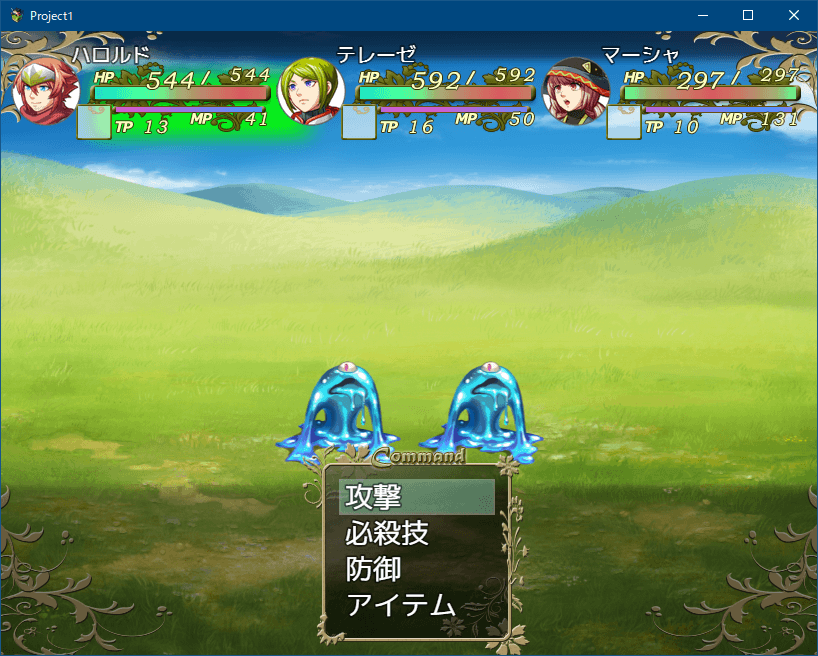 Project1
ハロルド
HP 544/ 544
TP 13 MP 41
テレーゼ
HP 592/ 592
TP 16 MP 50
マーシャ
HP 297/ 297
TP 10 MP 131
Command
攻撃
必殺技
防御
アイテム